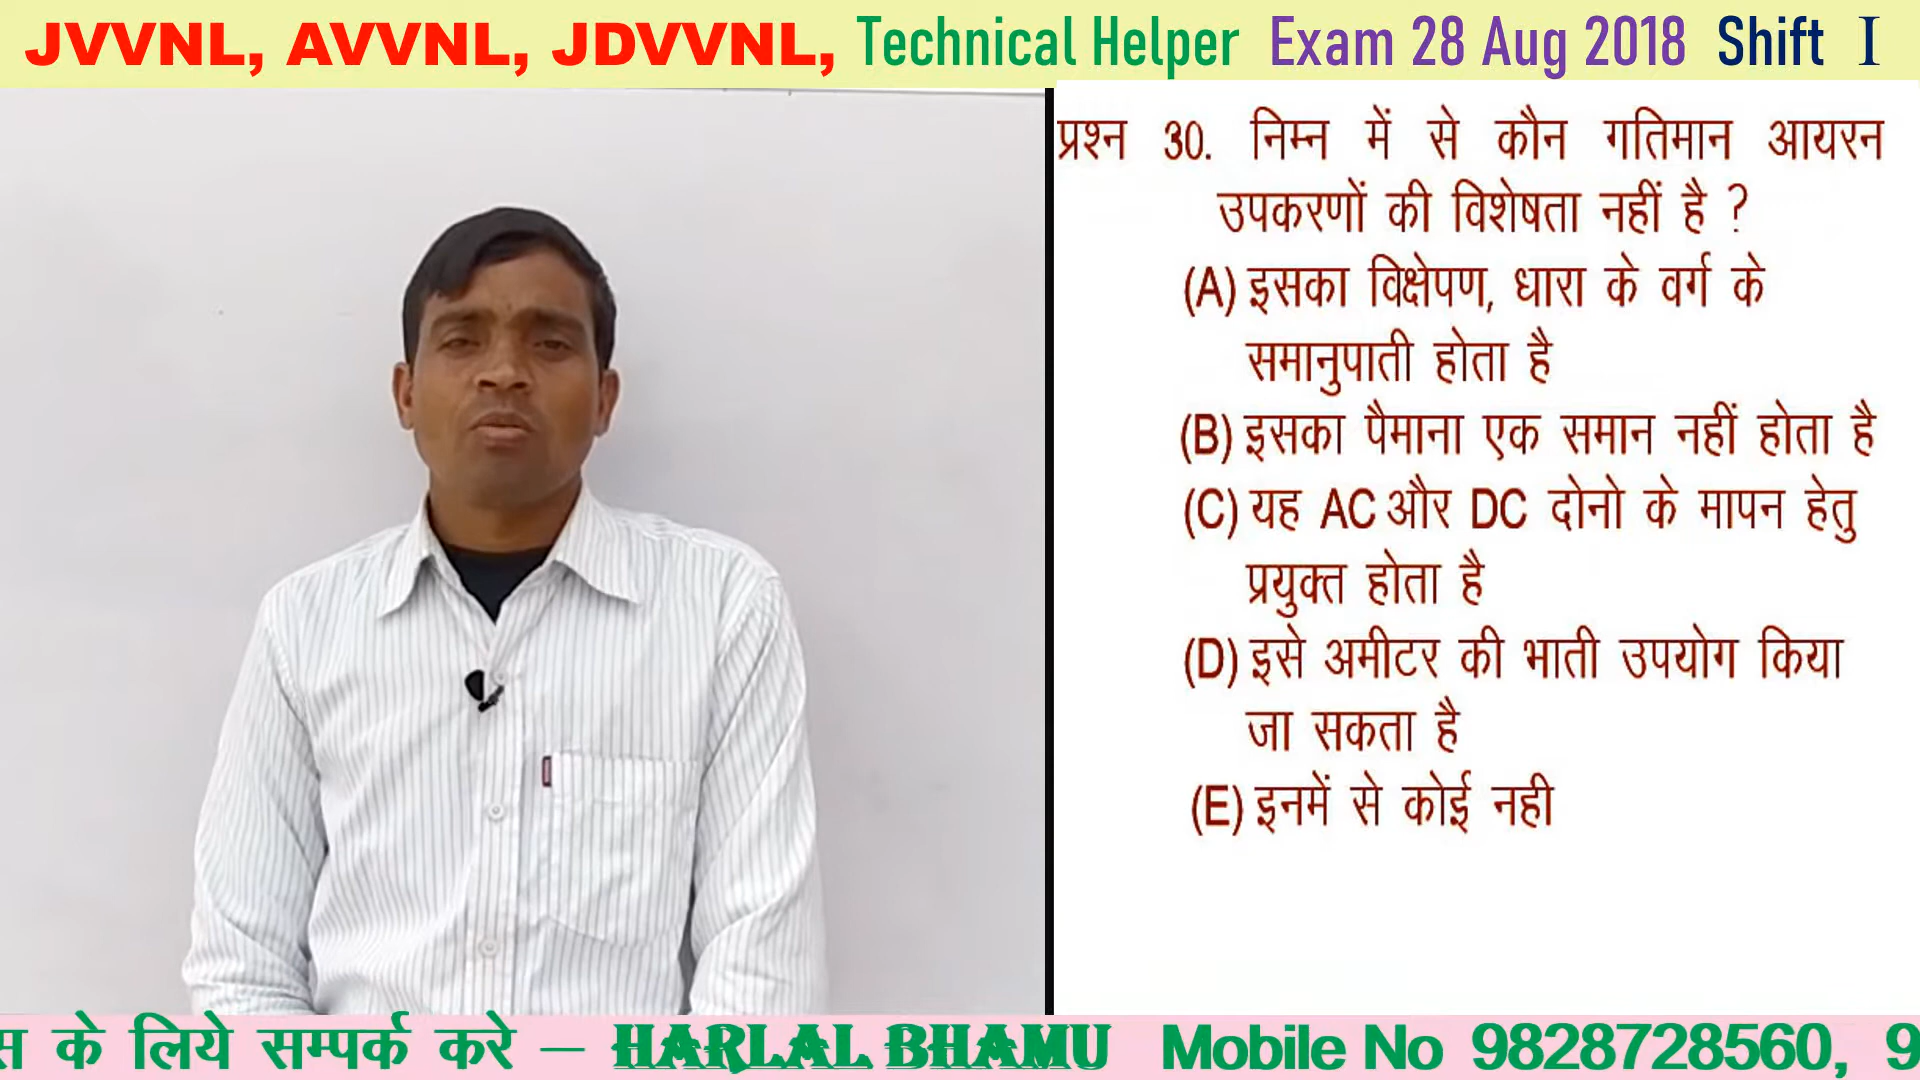 JVVNL, AVVNL, JDVVNL, Technical Helper Exam 28 Aug 2018 Shift I
प्रश्न 30. निम्न में से कौन गतिमान आयरन
उपकरणों की विशेषता नहीं है ?
(A) इसका विक्षेपण, धारा के वर्ग के
समानुपाती होता है
(B) इसका पैमाना एक समान नहीं होता है
(C) यह AC और DC दोनो के मापन हेतु
प्रयुक्त होता है
(D) इसे अमीटर की भाती उपयोग किया
जा सकता है
(E) इनमें से कोई नही
के लिये सम्पर्क करे – HARLAL BHAMU Mobile No 9828728560, 9